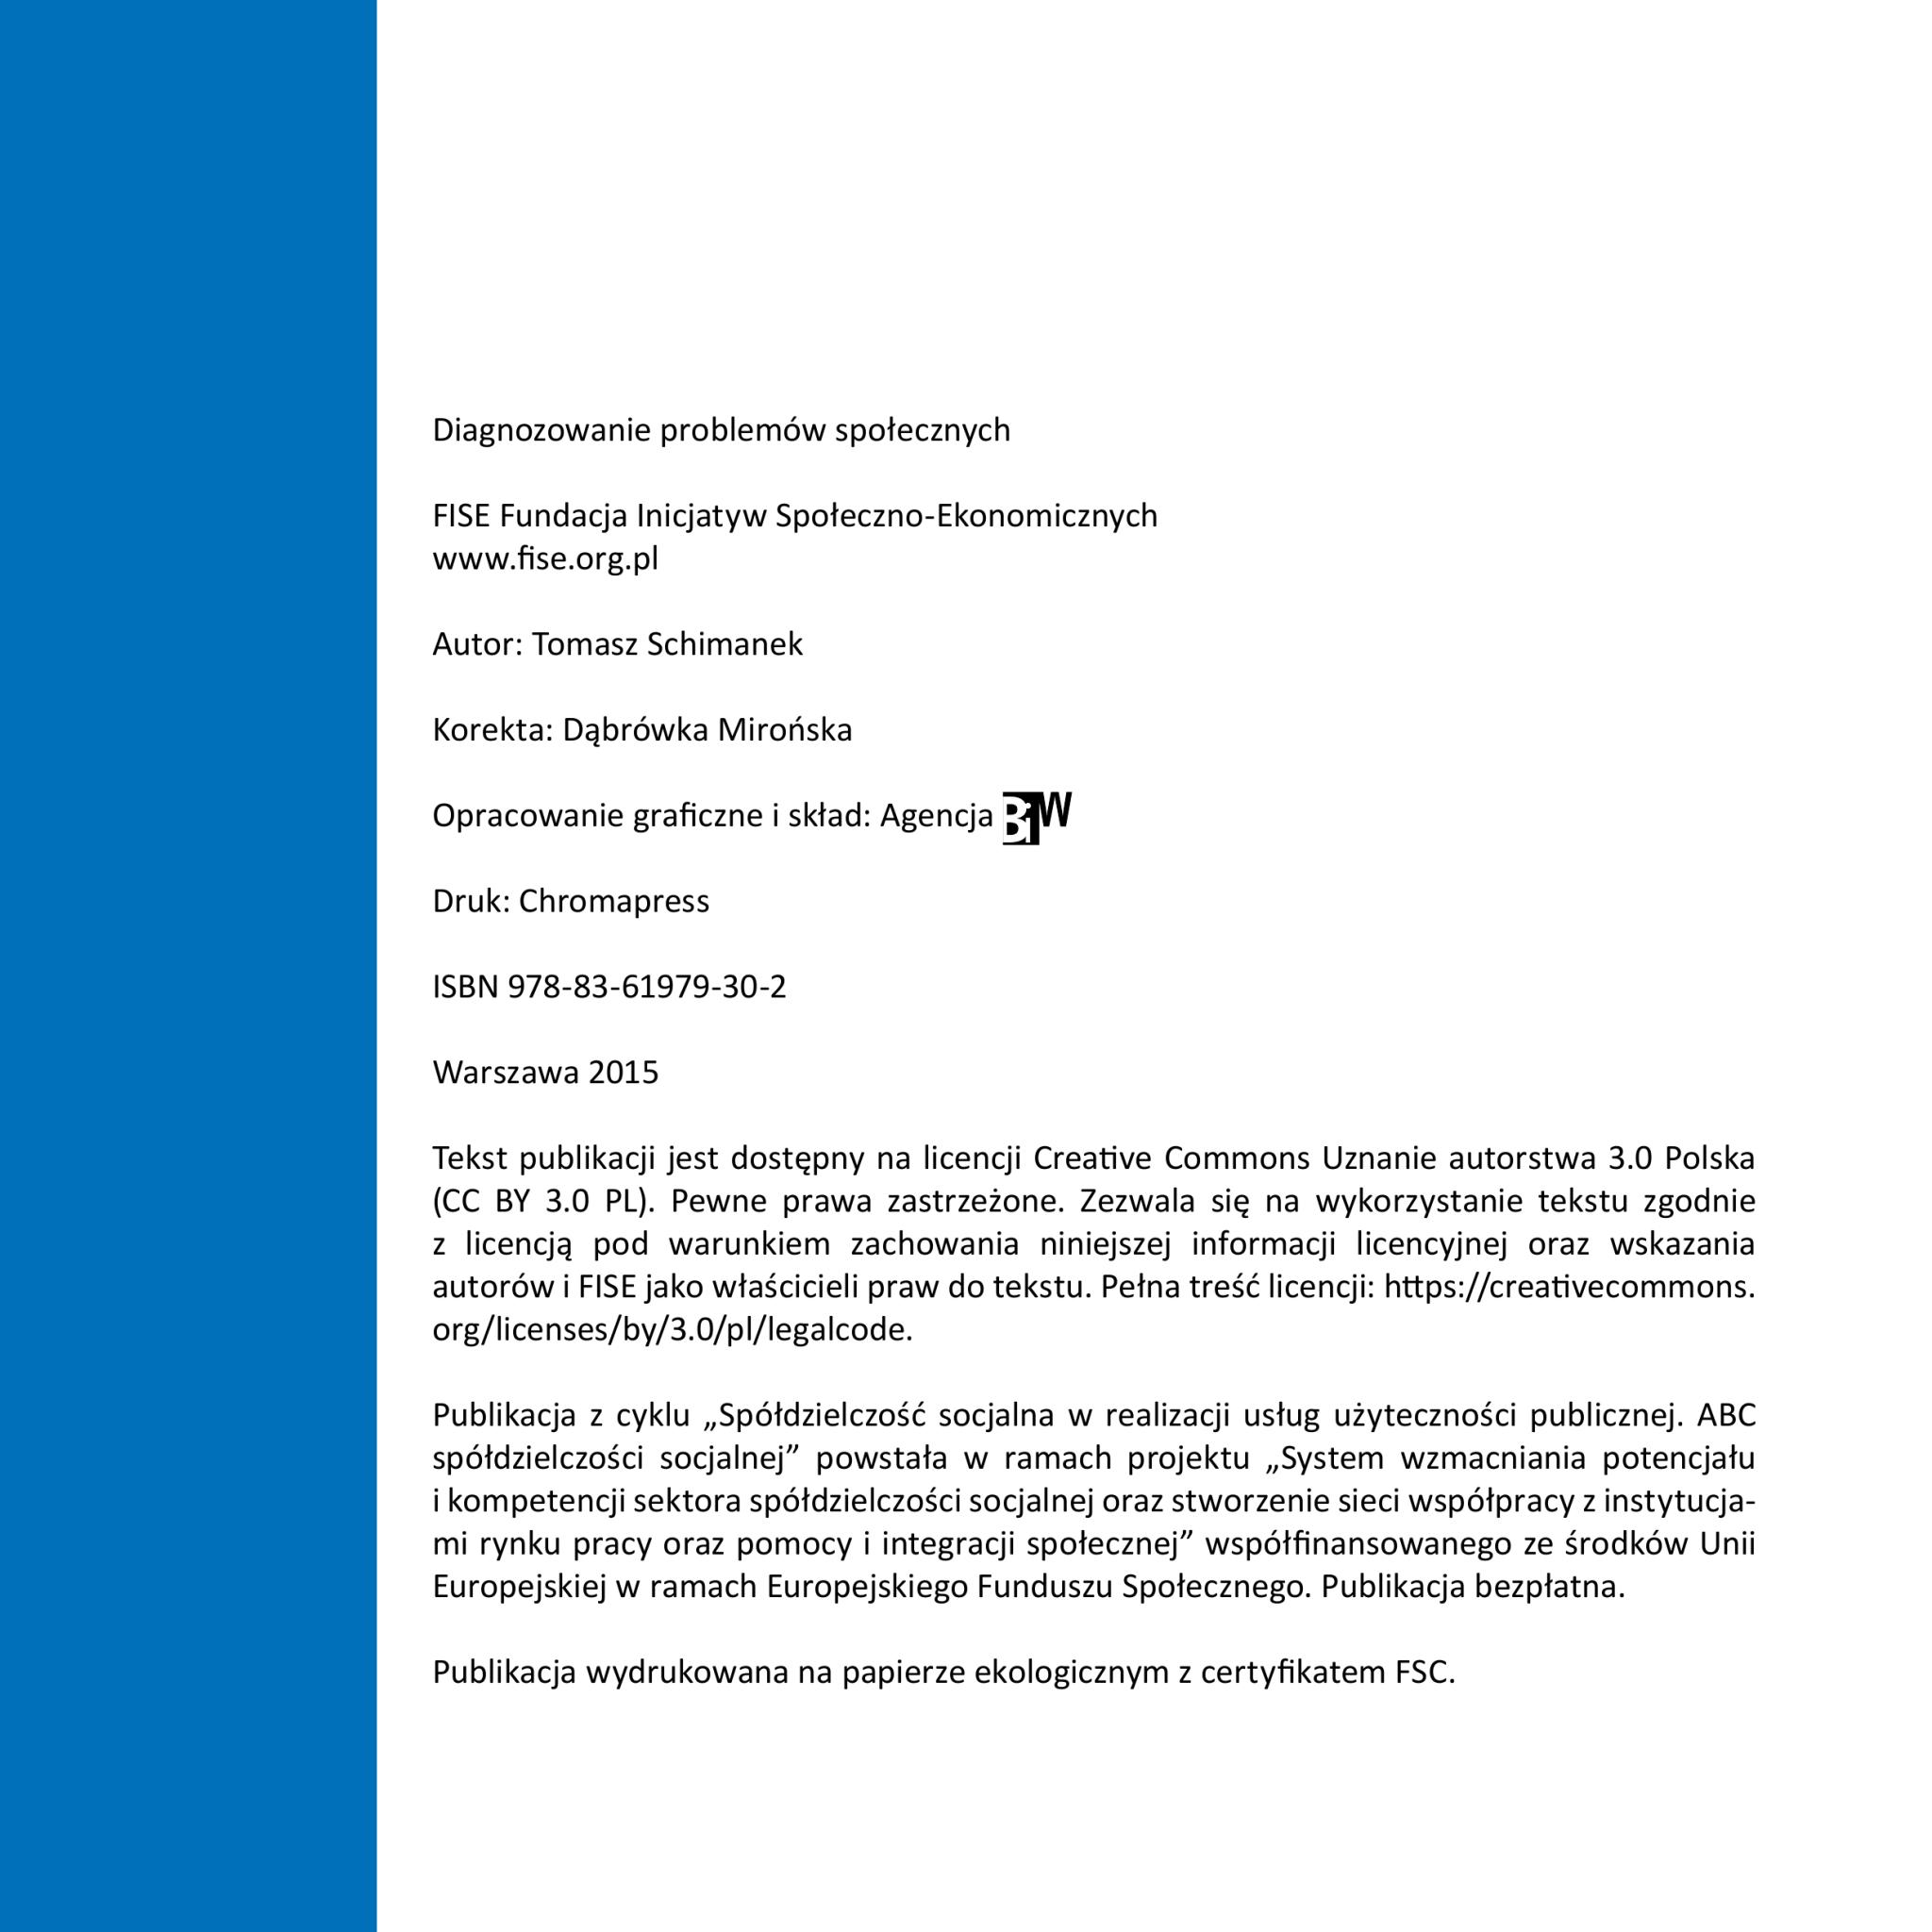 Diagnozowanie problemów społecznych
FISE Fundacja Inicjatyw Społeczno-Ekonomicznych
www.fise.org.pl
Autor: Tomasz Schimanek
Korekta: Dąbrówka Mirońska
Opracowanie graficzne i skład: Agencja BiW
Druk: Chromapress
ISBN 978-83-61979-30-2
Warszawa 2015
Tekst publikacji jest dostępny na licencji Creative Commons Uznanie autorstwa 3.0 Polska
(CC BY 3.0 PL). Pewne prawa zastrzeżone. Zezwala się na wykorzystanie tekstu zgodnie
z licencją pod warunkiem zachowania niniejszej informacji licencyjnej oraz wskazania
autorów i FISE jako właścicieli praw do tekstu. Pełna treść licencji: https://creativecommons.
org/licenses/by/3.0/pl/legalcode.
Publikacja z cyklu „Spółdzielczość socjalna w realizacji usług użyteczności publicznej. ABC
spółdzielczości socjalnej” powstała w ramach projektu „System wzmacniania potencjału
i kompetencji sektora spółdzielczości socjalnej oraz stworzenie sieci współpracy z instytucja-
mi rynku pracy oraz pomocy i integracji społecznej” współfinansowanego ze środków Unii
Europejskiej w ramach Europejskiego Funduszu Społecznego. Publikacja bezpłatna.
Publikacja wydrukowana na papierze ekologicznym z certyfikatem FSC.